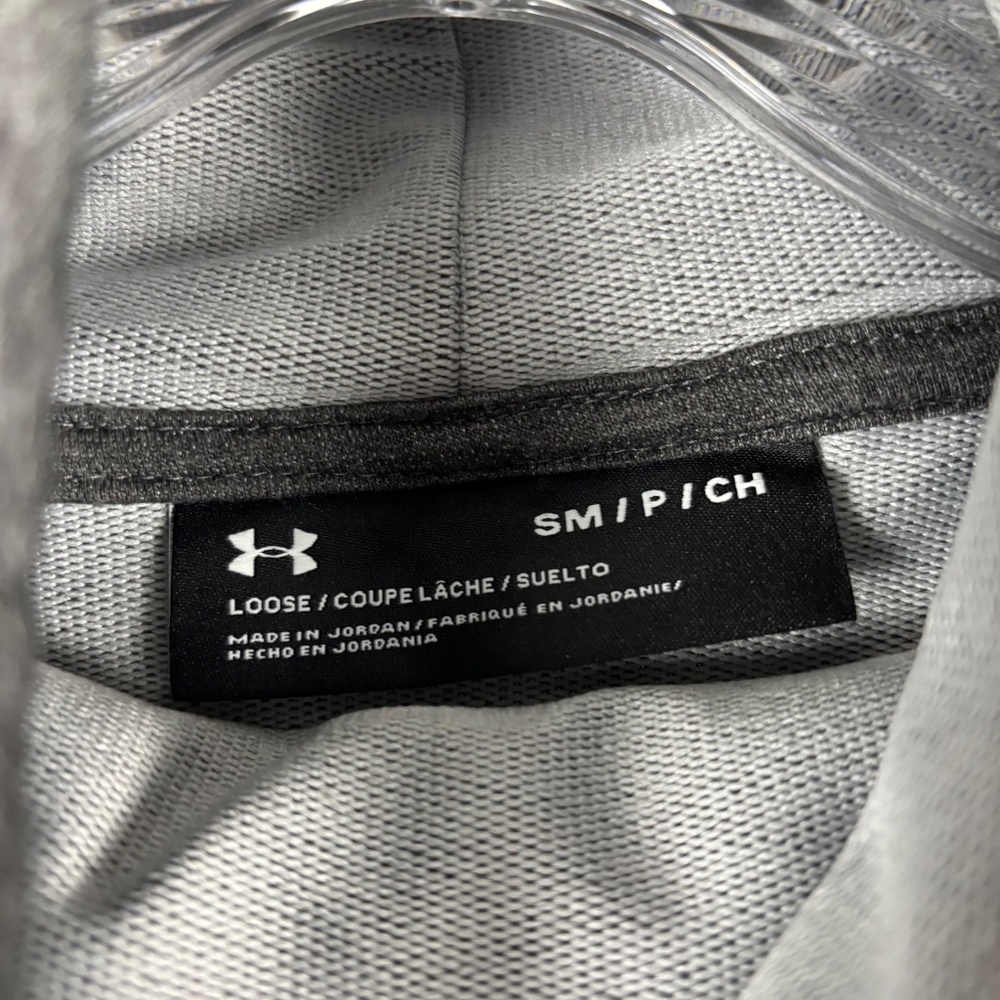 SM / P / CH
LOOSE / COUPE LÂCHE / SUELTO
MADE IN JORDAN / FABRIQUÉ EN JORDANIE /
HECHO EN JORDANIA